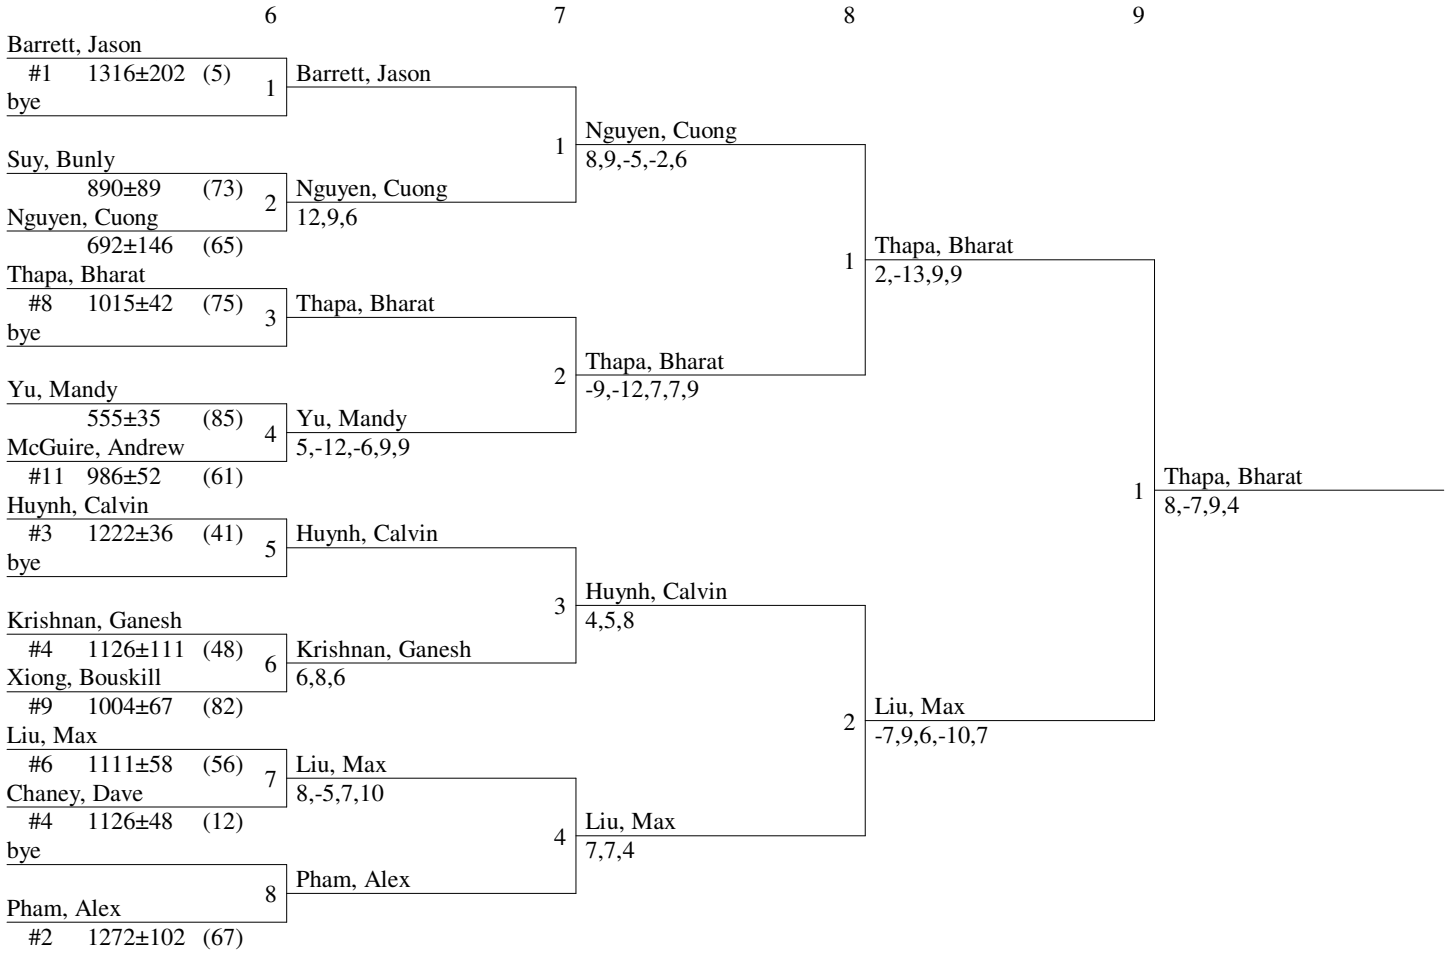 6 7 8 9
Barrett, Jason
#1 1316±202 (5)
1
Barrett, Jason
bye
1
Nguyen, Cuong
8,9,-5,-2,6
Suy, Bunly
890±89 (73)
2
Nguyen, Cuong
12,9,6
Nguyen, Cuong
692±146 (65)
1
Thapa, Bharat
2,-13,9,9
Thapa, Bharat
#8 1015±42 (75)
3
Thapa, Bharat
bye
2
Thapa, Bharat
-9,-12,7,7,9
Yu, Mandy
555±35 (85)
4
Yu, Mandy
5,-12,-6,9,9
McGuire, Andrew
#11 986±52 (61)
1
Thapa, Bharat
8,-7,9,4
Huynh, Calvin
#3 1222±36 (41)
5
Huynh, Calvin
bye
3
Huynh, Calvin
4,5,8
Krishnan, Ganesh
#4 1126±111 (48)
6
Krishnan, Ganesh
6,8,6
Xiong, Bouskill
#9 1004±67 (82)
2
Liu, Max
-7,9,6,-10,7
Liu, Max
#6 1111±58 (56)
7
Liu, Max
8,-5,7,10
Chaney, Dave
#4 1126±48 (12)
4
Liu, Max
7,7,4
bye
8
Pham, Alex
Pham, Alex
#2 1272±102 (67)